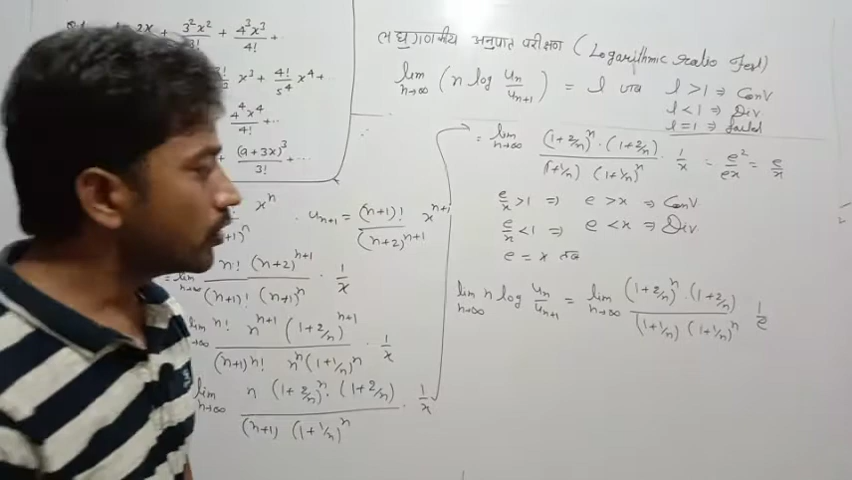 2x + 3²x²/3! + 4³x³/4! +
x³ + 4!/5⁴ x⁴ +
4⁴x⁴/4!
+ (a+3x)³/3! + ...
लघुगणकीय अनुपात परीक्षण (Logarithmic ratio Test)
lim n→∞ (n log uₙ/uₙ₊₁) = l जब
l > 1 ⇒ Conv
l < 1 ⇒ Div
l = 1 ⇒ failed
xⁿ . uₙ₊₁ = (n+1)!/(n+2)ⁿ⁺¹ xⁿ⁺¹
= lim n→∞ n! (n+2)ⁿ⁺¹/(n+1)! (n+1)ⁿ · 1/x
lim n→∞ n! nⁿ⁺¹ (1+2/n)ⁿ⁺¹/(n+1) n! nⁿ (1+1/n)ⁿ · 1/x
lim n→∞ n (1+2/n)ⁿ · (1+2/n)/(n+1) (1+1/n)ⁿ · 1/x
= lim n→∞ (1+2/n)ⁿ · (1+2/n)/(1+1/n) (1+1/n)ⁿ · 1/x = e²/ex = e/x
e/x > 1 ⇒ e > x ⇒ Conv
e/x < 1 ⇒ e < x ⇒ Div
e = x तब
lim n→∞ n log uₙ/uₙ₊₁ = lim n→∞ (1+2/n)ⁿ · (1+2/n)/(1+1/n) (1+1/n)ⁿ 1/e